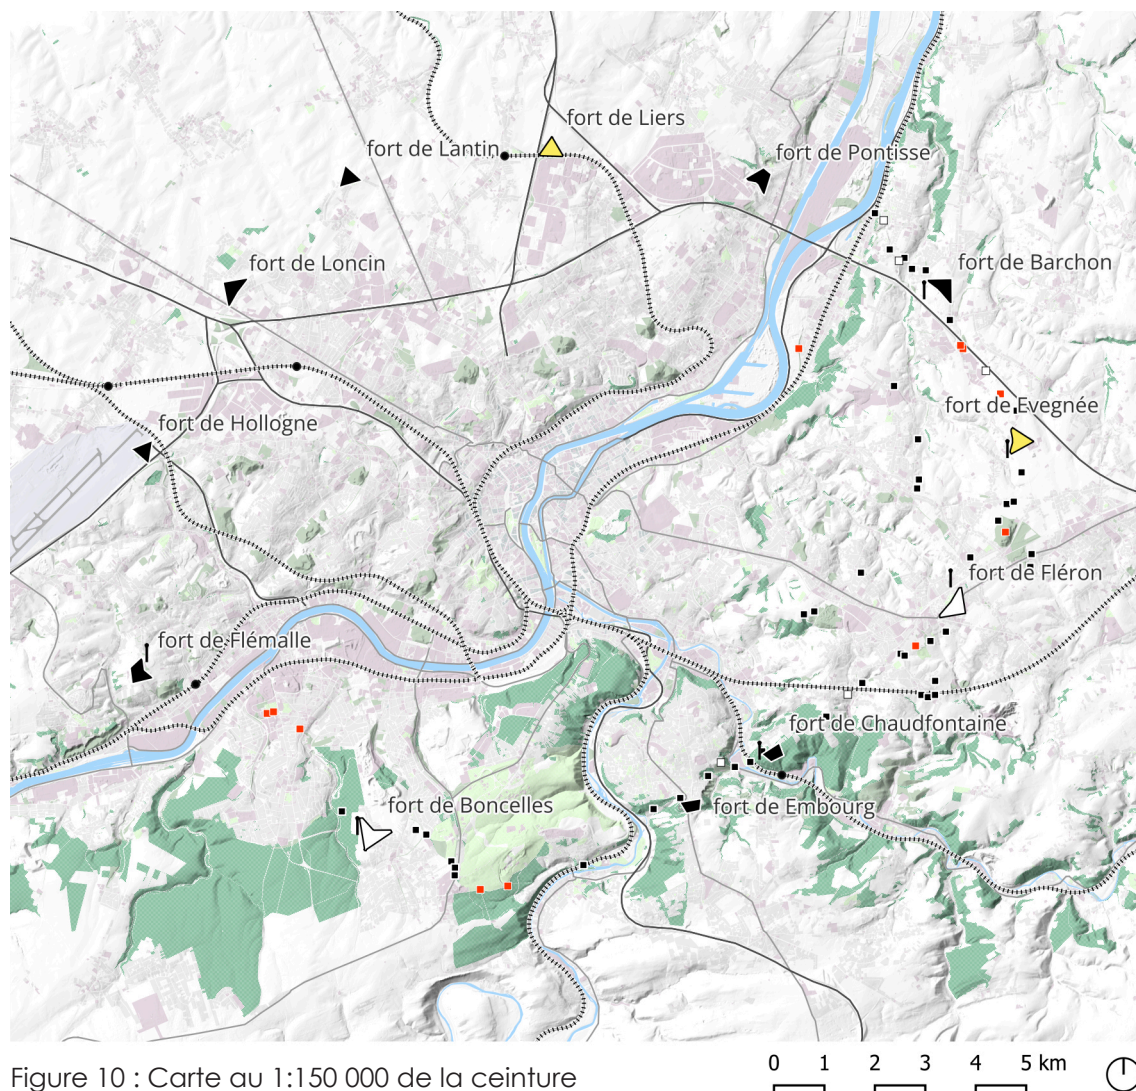 fort de Liers
fort de Lantin
fort de Pontisse
fort de Loncin
fort de Barchon
fort de Evegnée
fort de Hollogne
fort de Fléron
fort de Flémalle
fort de Chaudfontaine
fort de Boncelles
fort de Embourg
Figure 10 : Carte au 1:150 000 de la ceinture
0 1 2 3 4 5 km